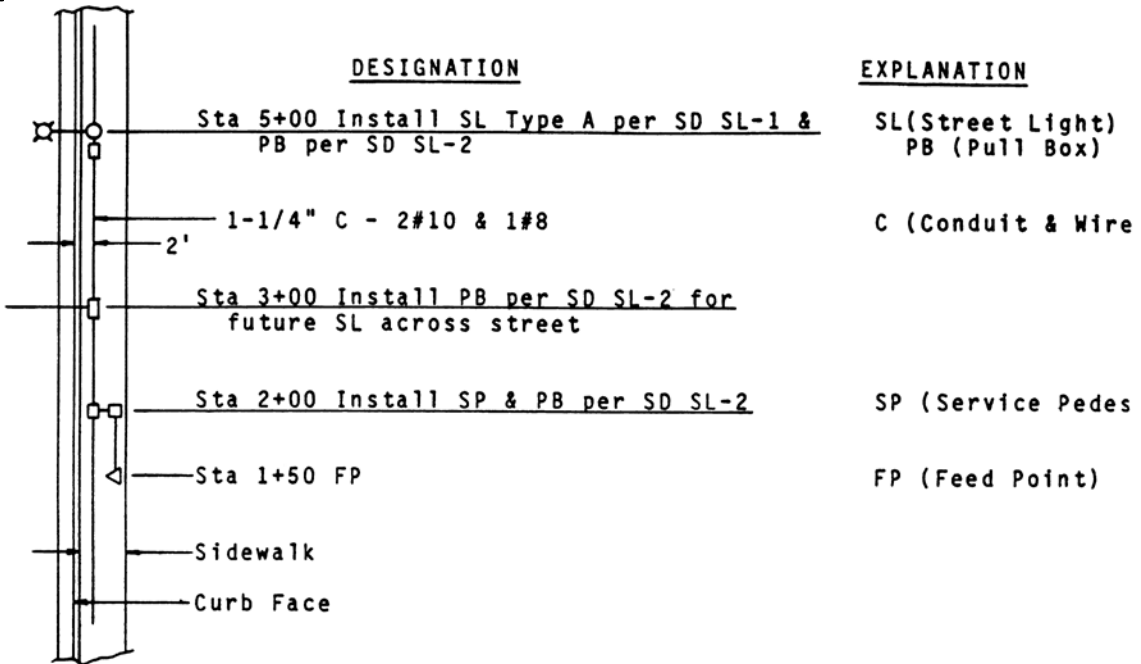 DESIGNATION
EXPLANATION
Sta 5+00 Install SL Type A per SD SL-1 &
PB per SD SL-2
SL(Street Light)
PB (Pull Box)
1-1/4" C - 2#10 & 1#8
C (Conduit & Wire
2'
Sta 3+00 Install PB per SD SL-2 for
future SL across street
Sta 2+00 Install SP & PB per SD SL-2
SP (Service Pedes
Sta 1+50 FP
FP (Feed Point)
Sidewalk
Curb Face